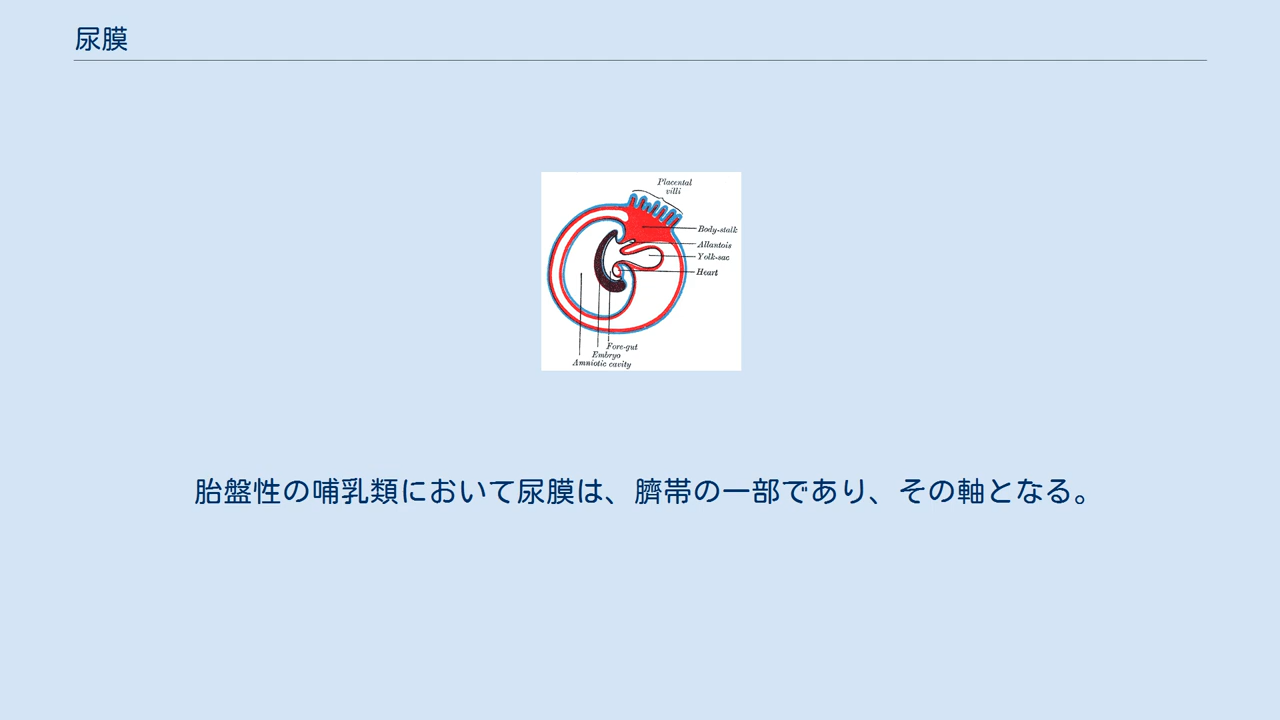 尿膜
Placental
villi
Body-stalk
Allantois
Yolk-sac
Heart
Fore-gut
Embryo
Amniotic cavity
胎盤性の哺乳類において尿膜は、臍帯の一部であり、その軸となる。